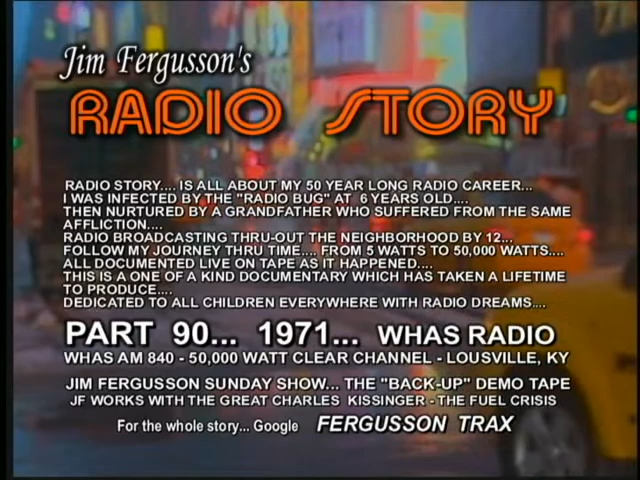 Jim Fergusson's
RADIO STORY
RADIO STORY.... IS ALL ABOUT MY 50 YEAR LONG RADIO CAREER...
I WAS INFECTED BY THE "RADIO BUG" AT 6 YEARS OLD....
THEN NURTURED BY A GRANDFATHER WHO SUFFERED FROM THE SAME
AFFLICTION....
RADIO BROADCASTING THRU-OUT THE NEIGHBORHOOD BY 12...
FOLLOW MY JOURNEY THRU TIME.... FROM 5 WATTS TO 50,000 WATTS....
ALL DOCUMENTED LIVE ON TAPE AS IT HAPPENED....
THIS IS A ONE OF A KIND DOCUMENTARY WHICH HAS TAKEN A LIFETIME
TO PRODUCE....
DEDICATED TO ALL CHILDREN EVERYWHERE WITH RADIO DREAMS....
PART 90... 1971... WHAS RADIO
WHAS AM 840 - 50,000 WATT CLEAR CHANNEL - LOUSVILLE, KY
JIM FERGUSSON SUNDAY SHOW... THE "BACK-UP" DEMO TAPE
JF WORKS WITH THE GREAT CHARLES KISSINGER - THE FUEL CRISIS
For the whole story... Google FERGUSSON TRAX